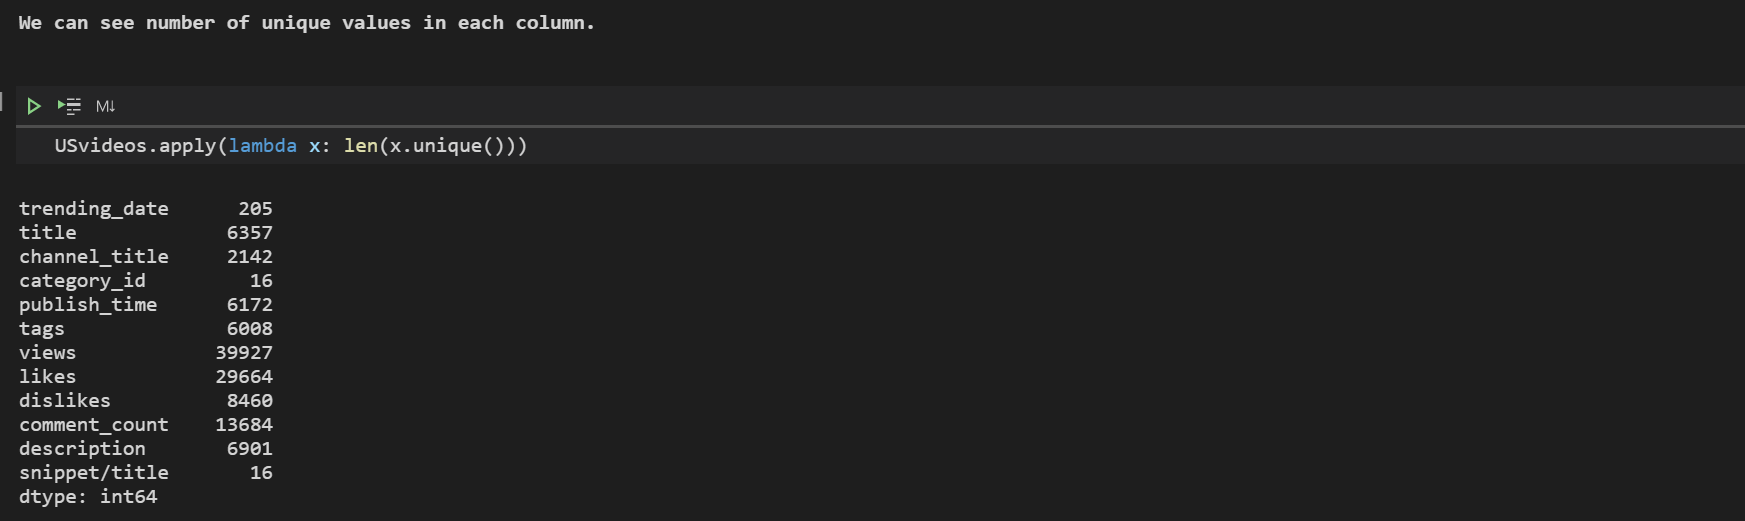 We can see number of unique values in each column.
M↓
USvideos.apply(lambda x: len(x.unique()))
trending_date      205
title             6357
channel_title     2142
category_id         16
publish_time      6172
tags              6008
views            39927
likes            29664
dislikes          8460
comment_count    13684
description       6901
snippet/title       16
dtype: int64